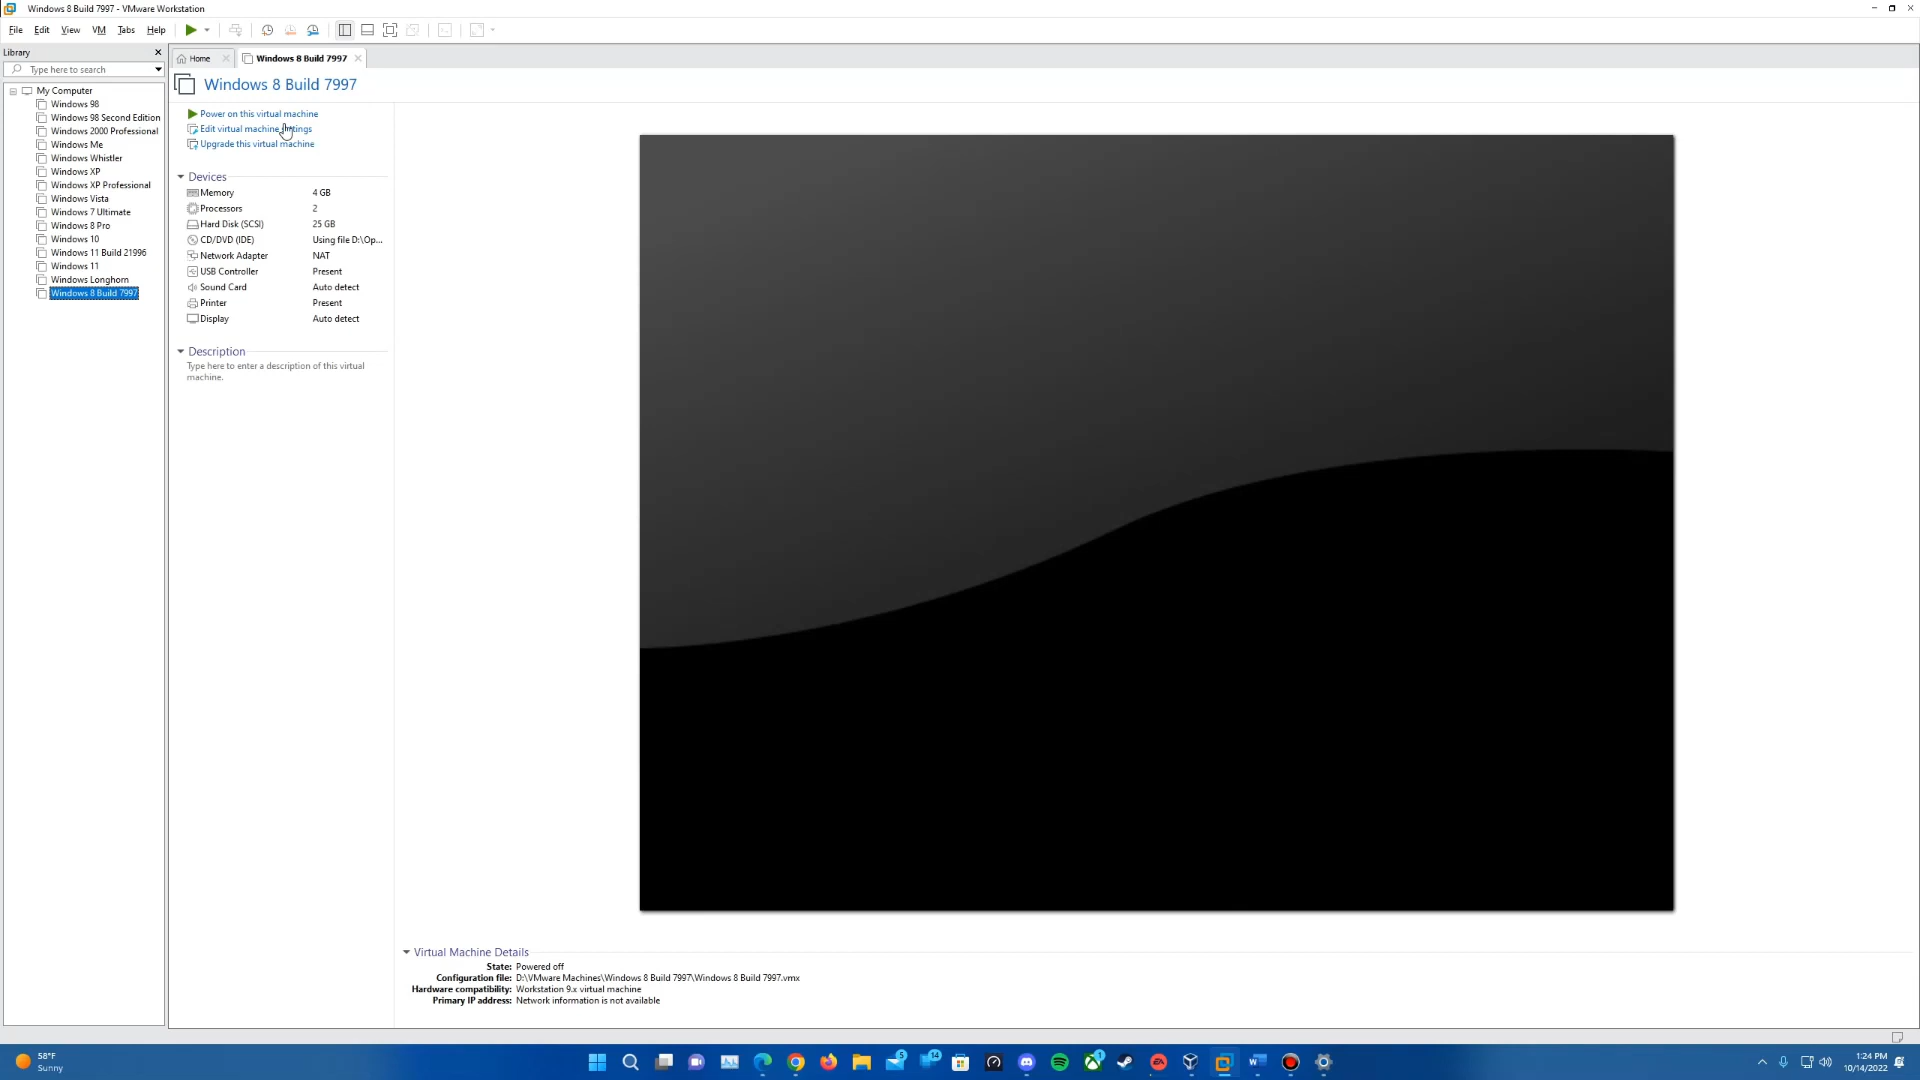 Windows 8 Build 7997 - VMware Workstation
File Edit View VM Tabs Help
Library
Type here to search
My Computer
Windows 98
Windows 98 Second Edition
Windows 2000 Professional
Windows Me
Windows Whistler
Windows XP
Windows XP Professional
Windows Vista
Windows 7 Ultimate
Windows 8 Pro
Windows 10
Windows 11 Build 21996
Windows 11
Windows Longhorn
Windows 8 Build 7997
Home
Windows 8 Build 7997
Windows 8 Build 7997
Power on this virtual machine
Edit virtual machine settings
Upgrade this virtual machine
Devices
Memory 4 GB
Processors 2
Hard Disk (SCSI) 25 GB
CD/DVD (IDE) Using file D:\Op...
Network Adapter NAT
USB Controller Present
Sound Card Auto detect
Printer Present
Display Auto detect
Description
Type here to enter a description of this virtual
machine.
Virtual Machine Details
State: Powered off
Configuration file: D:\VMware Machines\Windows 8 Build 7997\Windows 8 Build 7997.vmx
Hardware compatibility: Workstation 9.x virtual machine
Primary IP address: Network information is not available
58°F
Sunny
5
14
1
EA
1:24 PM
10/14/2022